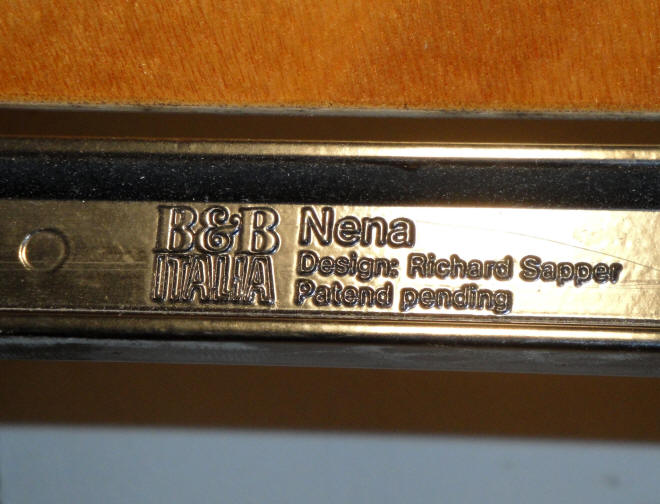 B&B
ITALIA
Nena
Design: Richard Sapper
Patend pending